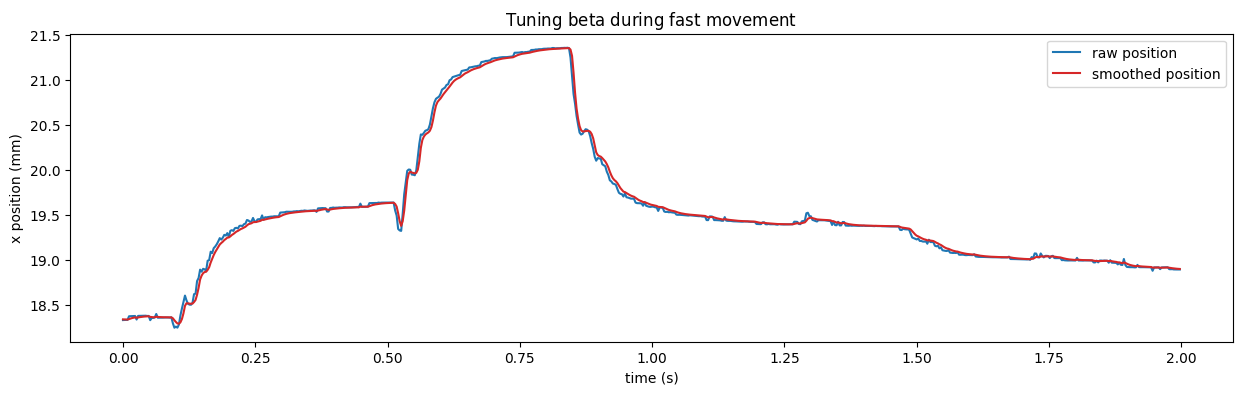 Tuning beta during fast movement
21.5
21.0
20.5
20.0
19.5
19.0
18.5
x position (mm)
raw position
smoothed position
0.00 0.25 0.50 0.75 1.00 1.25 1.50 1.75 2.00
time (s)